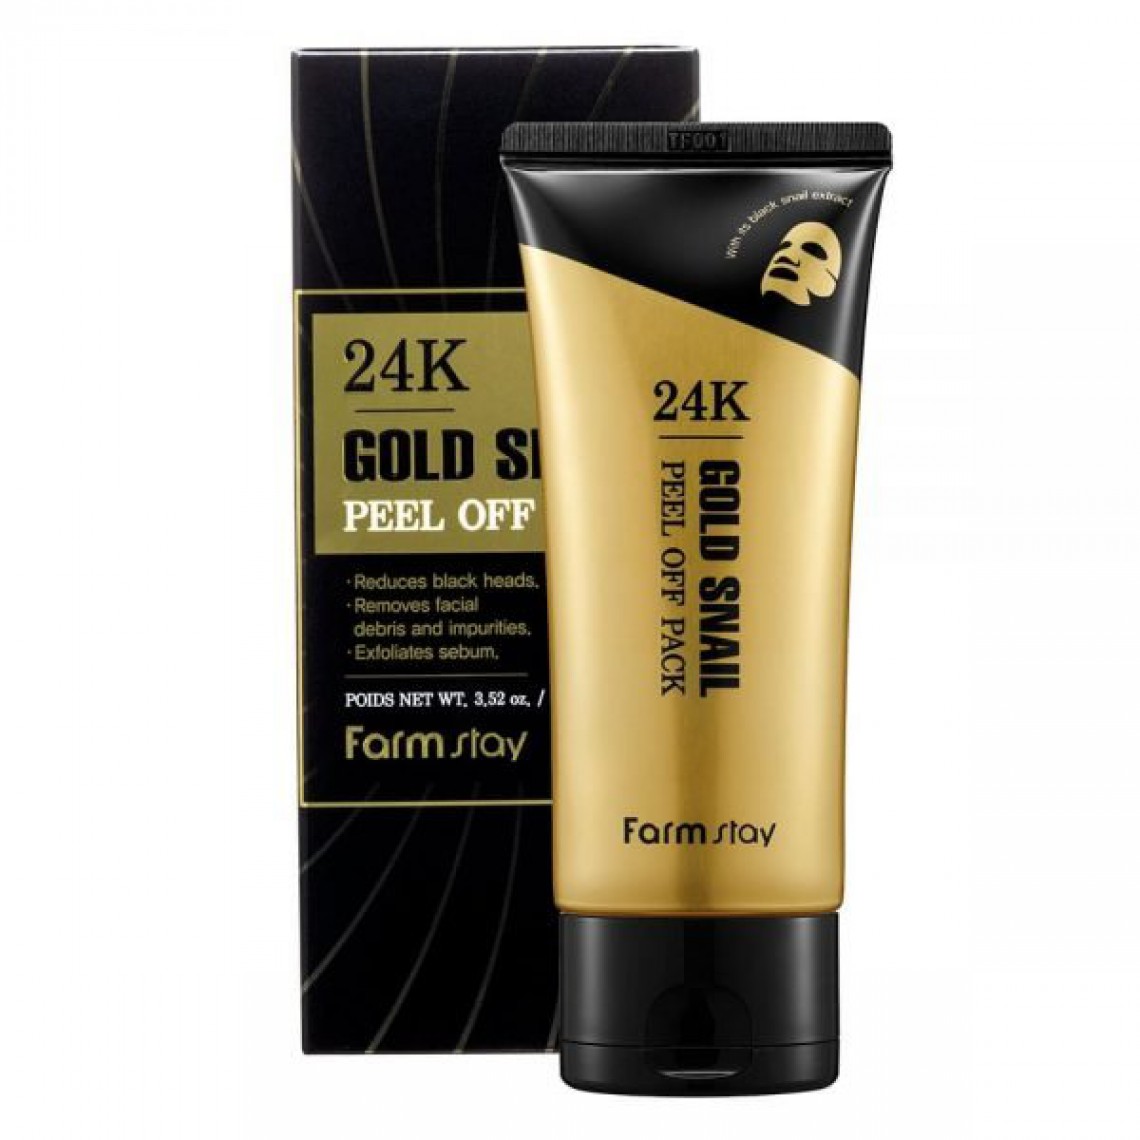 24K
GOLD S
PEEL OFF
·Reduces black heads.
·Removes facial
debris and impurities.
·Exfoliates sebum.
POIDS NET WT. 3.52 oz. /
Farm stay
TF001
With its black snail extract
24K
GOLD SNAIL
PEEL OFF PACK
Farm stay